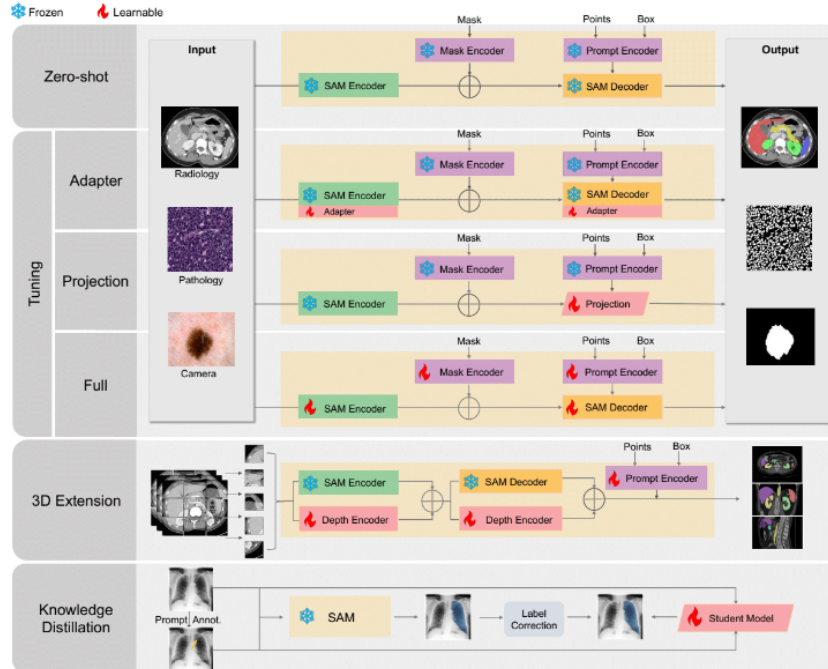 Frozen Learnable
Input
Output
Zero-shot
Mask
Points Box
Mask Encoder
Prompt Encoder
SAM Encoder
SAM Decoder
Radiology
Tuning
Adapter
Mask
Points Box
Mask Encoder
Prompt Encoder
SAM Encoder
SAM Decoder
Adapter
Adapter
Pathology
Projection
Mask
Points Box
Mask Encoder
Prompt Encoder
SAM Encoder
Projection
Camera
Full
Mask
Points Box
Mask Encoder
Prompt Encoder
SAM Encoder
SAM Decoder
3D Extension
Points Box
SAM Encoder
SAM Decoder
Prompt Encoder
Depth Encoder
Depth Encoder
Knowledge
Distillation
Prompt Annot.
SAM
Label
Correction
Student Model